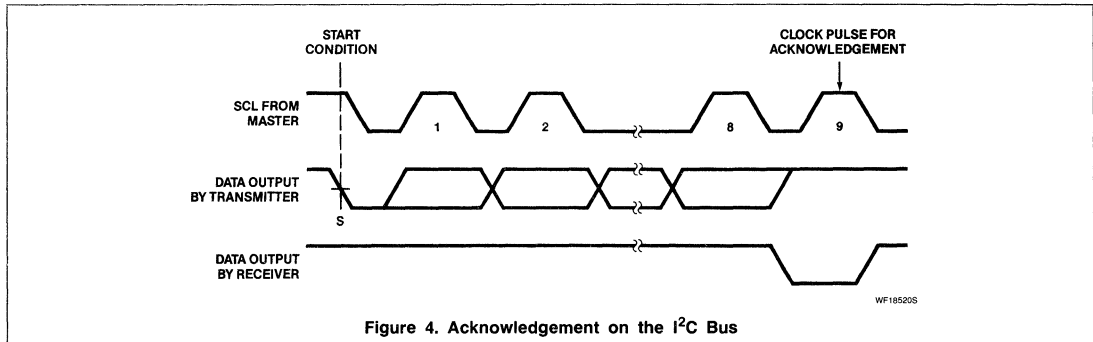 START
CONDITION
CLOCK PULSE FOR
ACKNOWLEDGEMENT
SCL FROM
MASTER
1 2 8 9
DATA OUTPUT
BY TRANSMITTER
S
DATA OUTPUT
BY RECEIVER
WF18520S
Figure 4. Acknowledgement on the I²C Bus